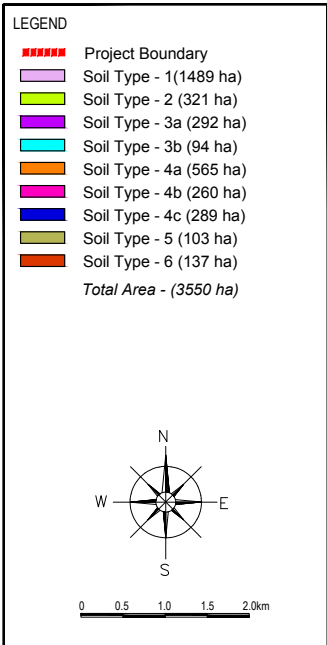 LEGEND
Project Boundary
Soil Type - 1(1489 ha)
Soil Type - 2 (321 ha)
Soil Type - 3a (292 ha)
Soil Type - 3b (94 ha)
Soil Type - 4a (565 ha)
Soil Type - 4b (260 ha)
Soil Type - 4c (289 ha)
Soil Type - 5 (103 ha)
Soil Type - 6 (137 ha)
Total Area - (3550 ha)
N
W E
S
0 0.5 1.0 1.5 2.0km